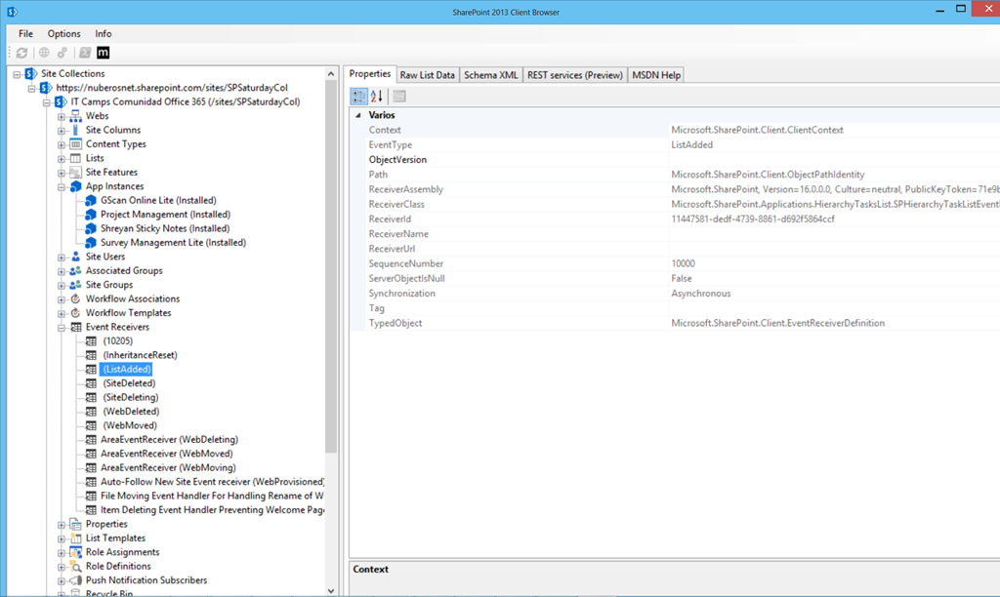 SharePoint 2013 Client Browser
File Options Info
m
Site Collections
https://nuberosnet.sharepoint.com/sites/SPSaturdayCol
IT Camps Comunidad Office 365 (/sites/SPSaturdayCol)
Webs
Site Columns
Content Types
Lists
Site Features
App Instances
GScan Online Lite (Installed)
Project Management (Installed)
Shreyan Sticky Notes (Installed)
Survey Management Lite (Installed)
Site Users
Associated Groups
Site Groups
Workflow Associations
Workflow Templates
Event Receivers
(10205)
(InheritanceReset)
(ListAdded)
(SiteDeleted)
(SiteDeleting)
(WebDeleted)
(WebMoved)
AreaEventReceiver (WebDeleting)
AreaEventReceiver (WebMoved)
AreaEventReceiver (WebMoving)
Auto-Follow New Site Event receiver (WebProvisioned)
File Moving Event Handler For Handling Rename of W
Item Deleting Event Handler Preventing Welcome Page
Properties
List Templates
Role Assignments
Role Definitions
Push Notification Subscribers
Recycle Bin
Properties Raw List Data Schema XML REST services (Preview) MSDN Help
Varios
Context Microsoft.SharePoint.Client.ClientContext
EventType ListAdded
ObjectVersion
Path Microsoft.SharePoint.Client.ObjectPathIdentity
ReceiverAssembly Microsoft.SharePoint, Version=16.0.0.0, Culture=neutral, PublicKeyToken=71e9b
ReceiverClass Microsoft.SharePoint.Applications.HierarchyTasksList.SPHierarchyTaskListEventI
ReceiverId 11447581-dedf-4739-8861-d692f5864ccf
ReceiverName
ReceiverUrl
SequenceNumber 10000
ServerObjectIsNull False
Synchronization Asynchronous
Tag
TypedObject Microsoft.SharePoint.Client.EventReceiverDefinition
Context